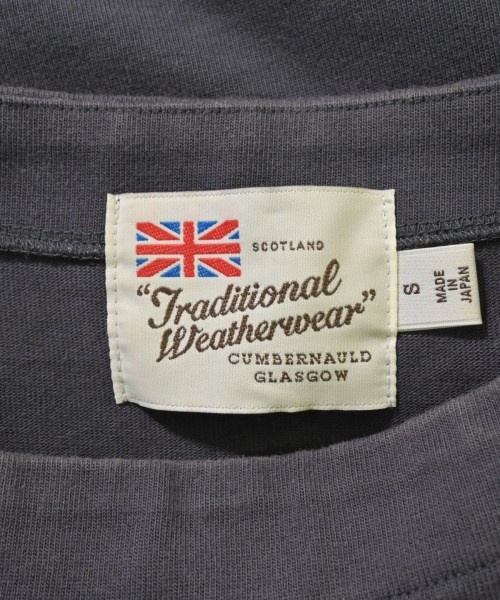 SCOTLAND
"Traditional
Weatherwear"
CUMBERNAULD
GLASGOW
S
MADE
IN
JAPAN